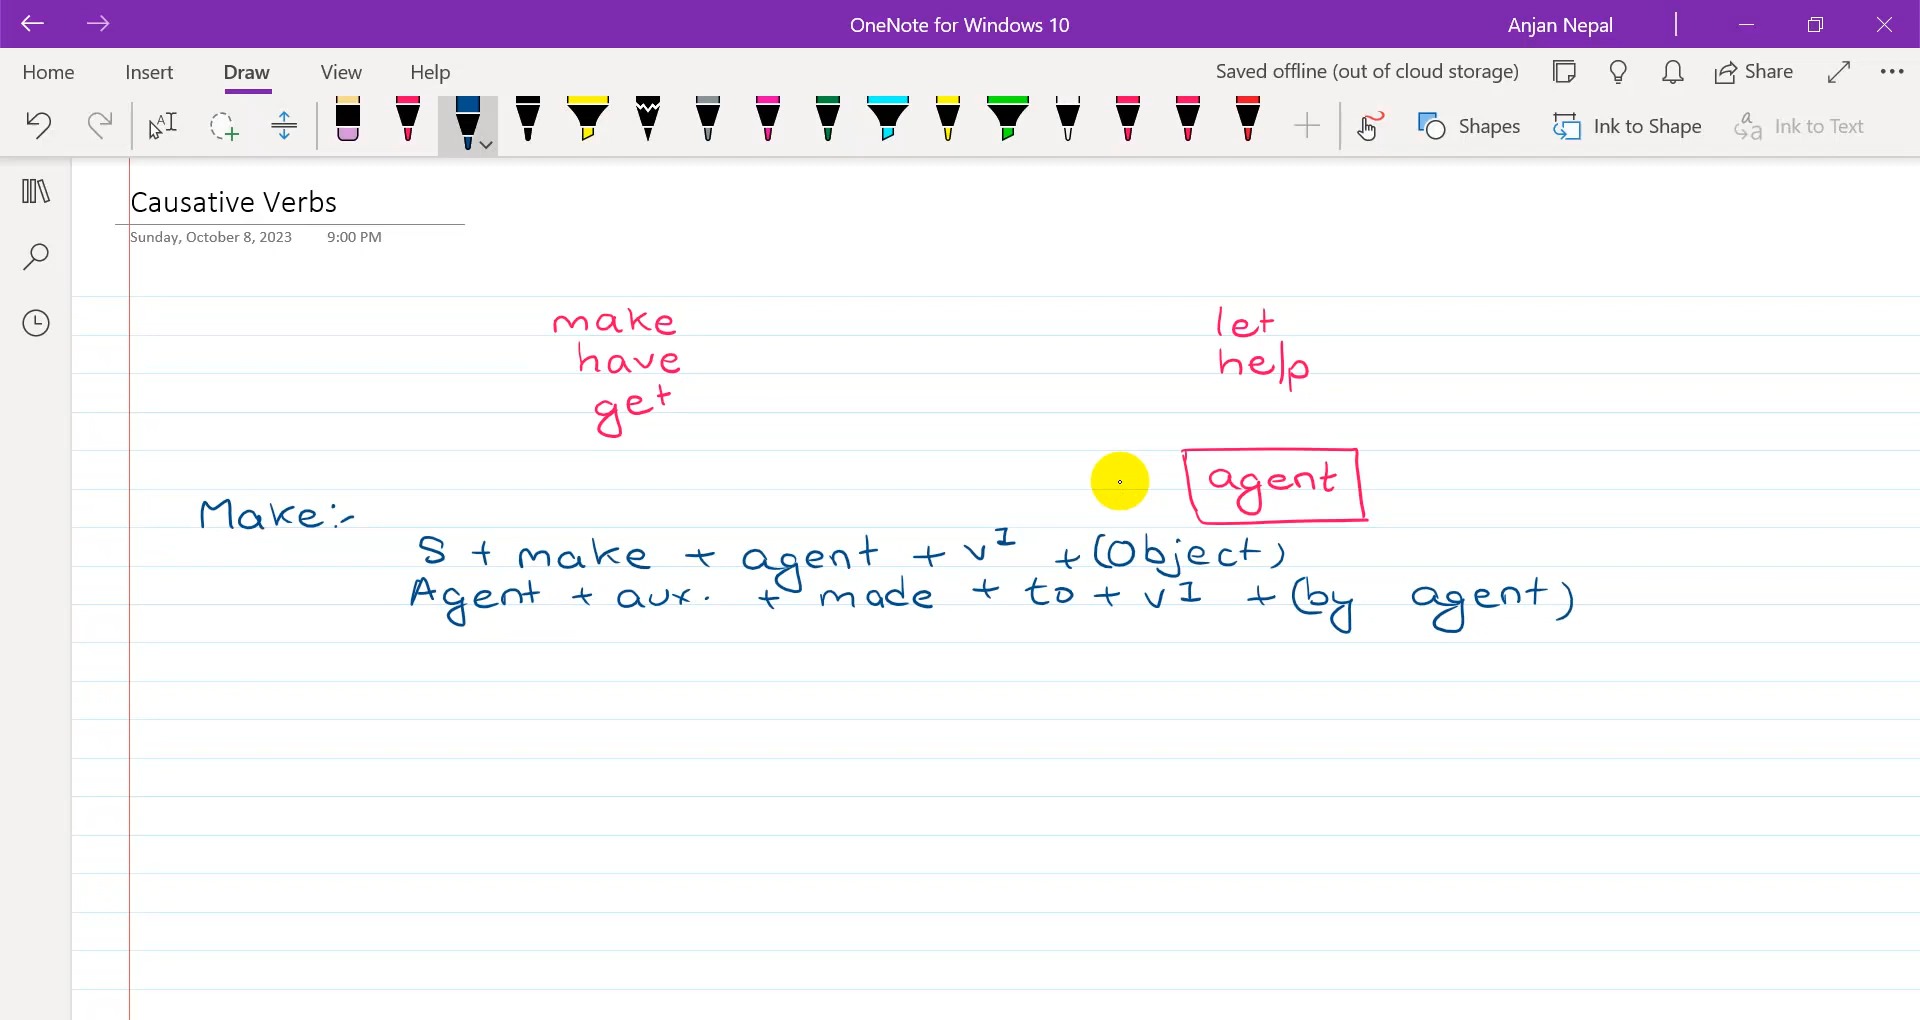 OneNote for Windows 10
Anjan Nepal
Home Insert Draw View Help
Saved offline (out of cloud storage)
Share
Shapes
Ink to Shape
Ink to Text
Causative Verbs
Sunday, October 8, 2023 9:00 PM
make let
have help
get
agent
Make:-
S + make + agent + v I + (Object)
Agent + aux. + made + to + v I + (by agent)